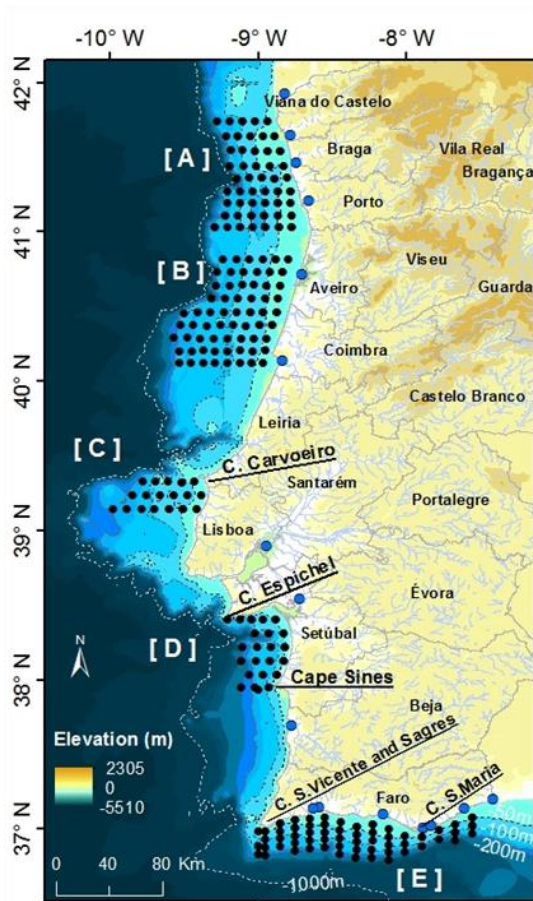 -10° W -9° W -8° W
42° N
Viana do Castelo
[ A ]
Braga
Vila Real
Bragança
Porto
41° N
[ B ]
Viseu
Aveiro
Guarda
Coimbra
40° N
Castelo Branco
Leiria
[ C ]
C. Carvoeiro
Santarém
Portalegre
39° N
Lisboa
C. Espichel
Évora
N
[ D ]
Setúbal
38° N
Cape Sines
Beja
Elevation (m)
2305
0
-5510
C. S.Vicente and Sagres
Faro
C. S.Maria
37° N
-50m
-100m
-200m
0 40 80 Km
-1000m
[ E ]